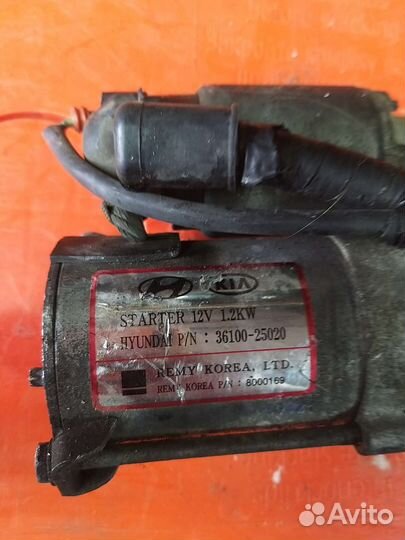 KIA
STARTER 12V 1.2KW
HYUNDAI P/N : 36100-25020
REMY KOREA, LTD.
REMY KOREA P/N : 8000169
Avito